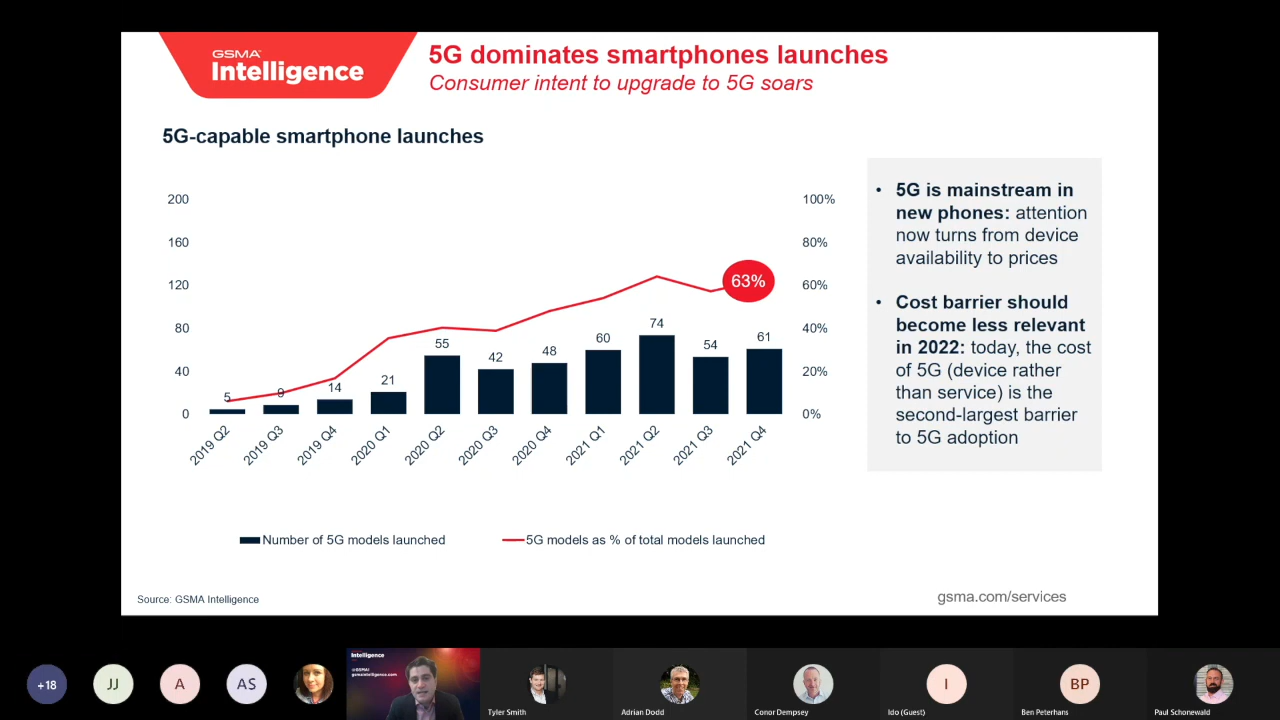 GSMA™
Intelligence
5G dominates smartphones launches
Consumer intent to upgrade to 5G soars
5G-capable smartphone launches
200
160
120
80
40
0
100%
80%
60%
40%
20%
0%
63%
5
9
14
21
55
42
48
60
74
54
61
2019 Q2
2019 Q3
2019 Q4
2020 Q1
2020 Q2
2020 Q3
2020 Q4
2021 Q1
2021 Q2
2021 Q3
2021 Q4
Number of 5G models launched
5G models as % of total models launched
• 5G is mainstream in
new phones: attention
now turns from device
availability to prices
• Cost barrier should
become less relevant
in 2022: today, the cost
of 5G (device rather
than service) is the
second-largest barrier
to 5G adoption
Source: GSMA Intelligence
gsma.com/services
+18
JJ
A
AS
Intelligence
@GSMAi
gsmaintelligence.com
Tyler Smith
Adrian Dodd
Conor Dempsey
I
Ido (Guest)
BP
Ben Peterhans
Paul Schonewald